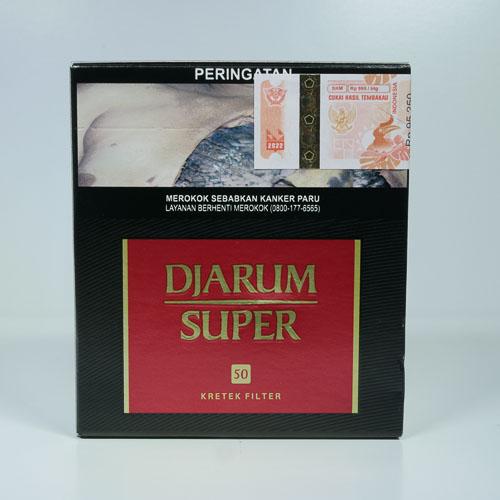 PERINGATAN
CUKAI HASIL TEMBAKAU
INDONESIA
2022
MEROKOK SEBABKAN KANKER PARU
LAYANAN BERHENTI MEROKOK (0800-177-6565)
DJARUM
SUPER
50
KRETEK FILTER